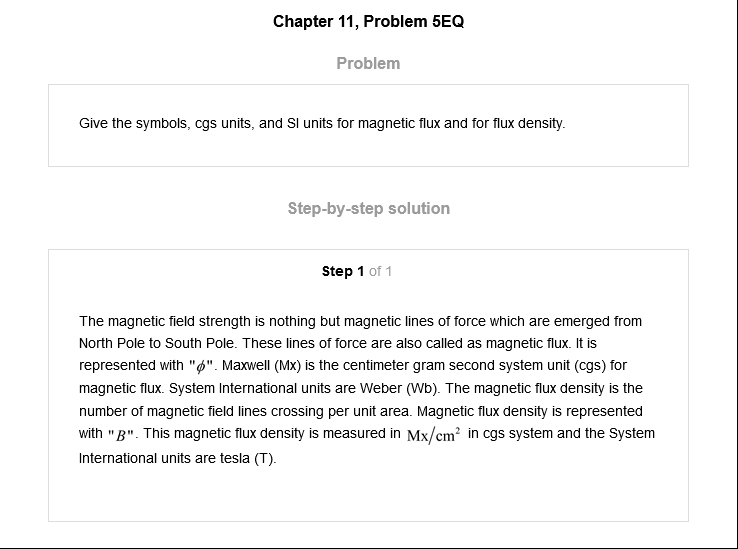 Chapter 11, Problem 5EQ
Problem
Give the symbols, cgs units, and SI units for magnetic flux and for flux density.
Step-by-step solution
Step 1 of 1
The magnetic field strength is nothing but magnetic lines of force which are emerged from
North Pole to South Pole. These lines of force are also called as magnetic flux. It is
represented with "ϕ". Maxwell (Mx) is the centimeter gram second system unit (cgs) for
magnetic flux. System International units are Weber (Wb). The magnetic flux density is the
number of magnetic field lines crossing per unit area. Magnetic flux density is represented
with "B". This magnetic flux density is measured in Mx/cm² in cgs system and the System
International units are tesla (T).